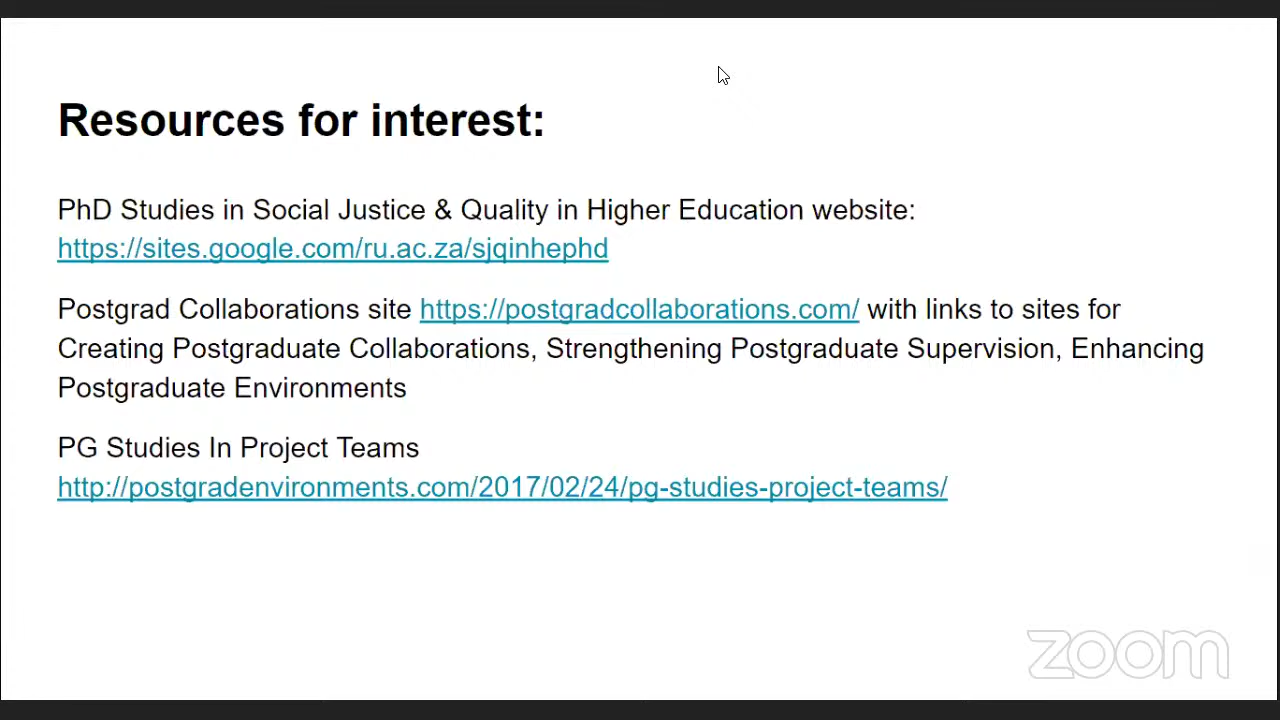 Resources for interest:
PhD Studies in Social Justice & Quality in Higher Education website:
https://sites.google.com/ru.ac.za/sjqinhephd
Postgrad Collaborations site https://postgradcollaborations.com/ with links to sites for
Creating Postgraduate Collaborations, Strengthening Postgraduate Supervision, Enhancing
Postgraduate Environments
PG Studies In Project Teams
http://postgradenvironments.com/2017/02/24/pg-studies-project-teams/
zoom